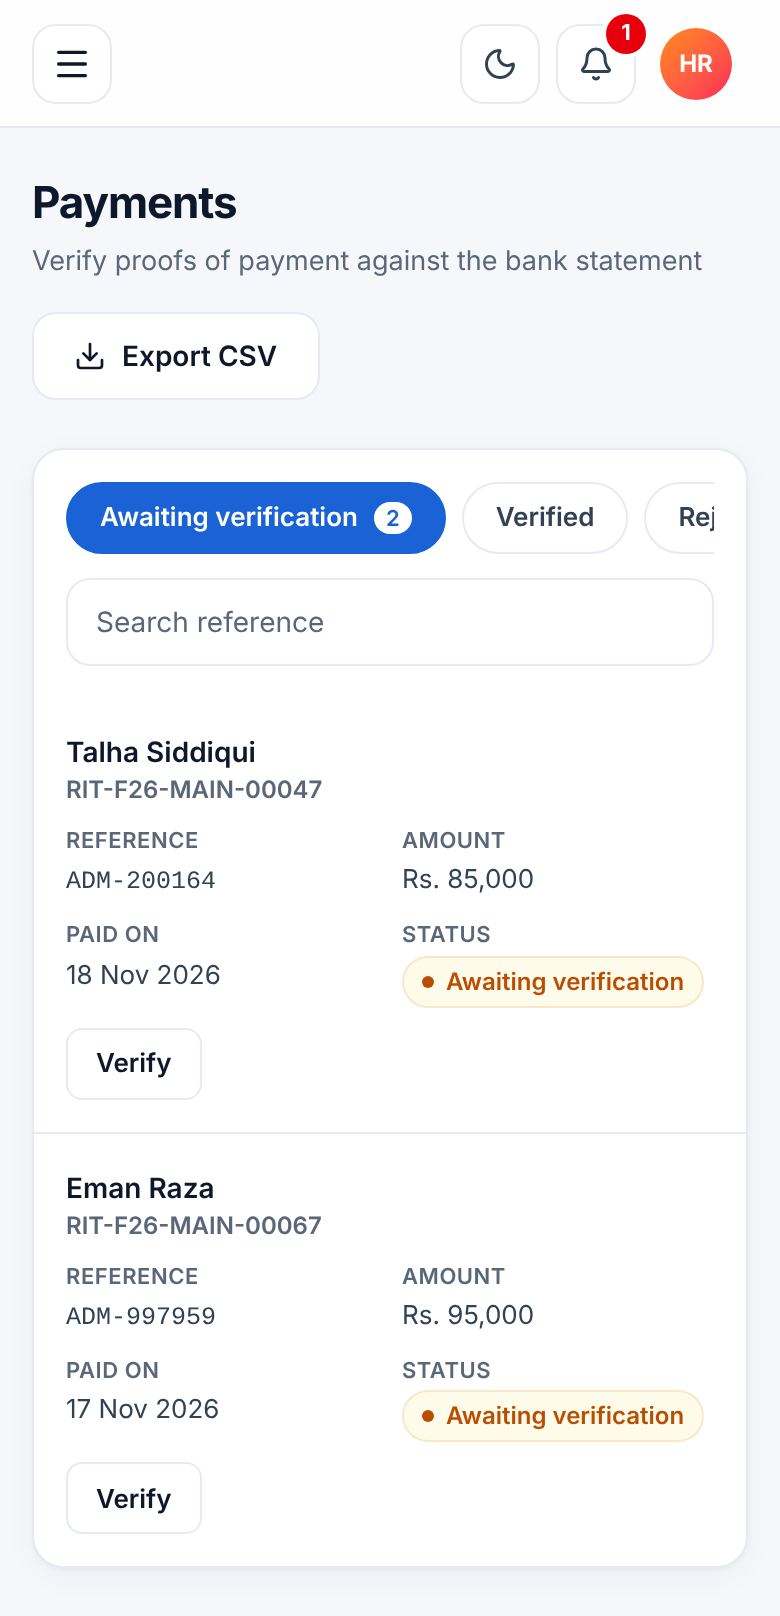 1
HR
Payments
Verify proofs of payment against the bank statement
Export CSV
Awaiting verification 2
Verified
Rej
Search reference
Talha Siddiqui
RIT-F26-MAIN-00047
REFERENCE
AMOUNT
ADM-200164
Rs. 85,000
PAID ON
STATUS
18 Nov 2026
Awaiting verification
Verify
Eman Raza
RIT-F26-MAIN-00067
REFERENCE
AMOUNT
ADM-997959
Rs. 95,000
PAID ON
STATUS
17 Nov 2026
Awaiting verification
Verify